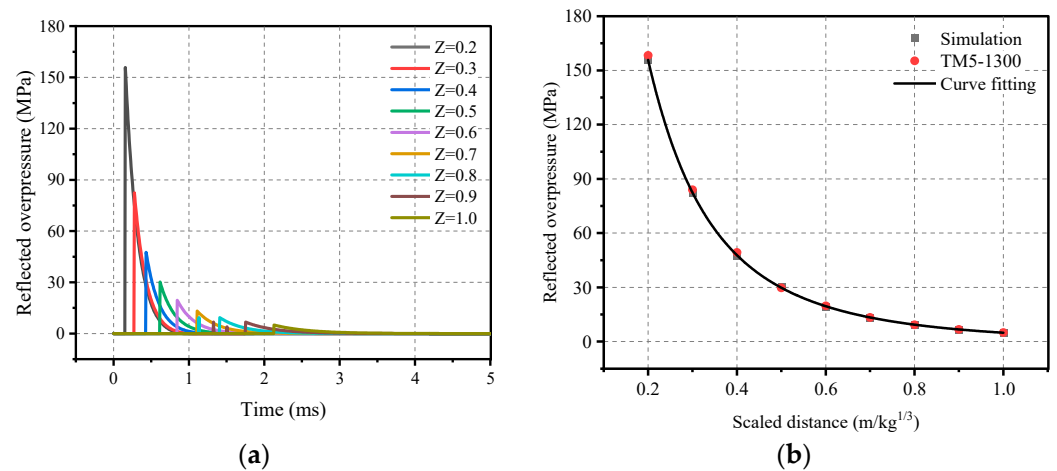 180
150
120
90
60
30
0
Reflected overpressure (MPa)
0 1 2 3 4 5
Time (ms)
Z=0.2
Z=0.3
Z=0.4
Z=0.5
Z=0.6
Z=0.7
Z=0.8
Z=0.9
Z=1.0
(a)
180
150
120
90
60
30
0
Reflected overpressure (MPa)
0.2 0.4 0.6 0.8 1.0
Scaled distance (m/kg^1/3)
Simulation
TM5-1300
Curve fitting
(b)